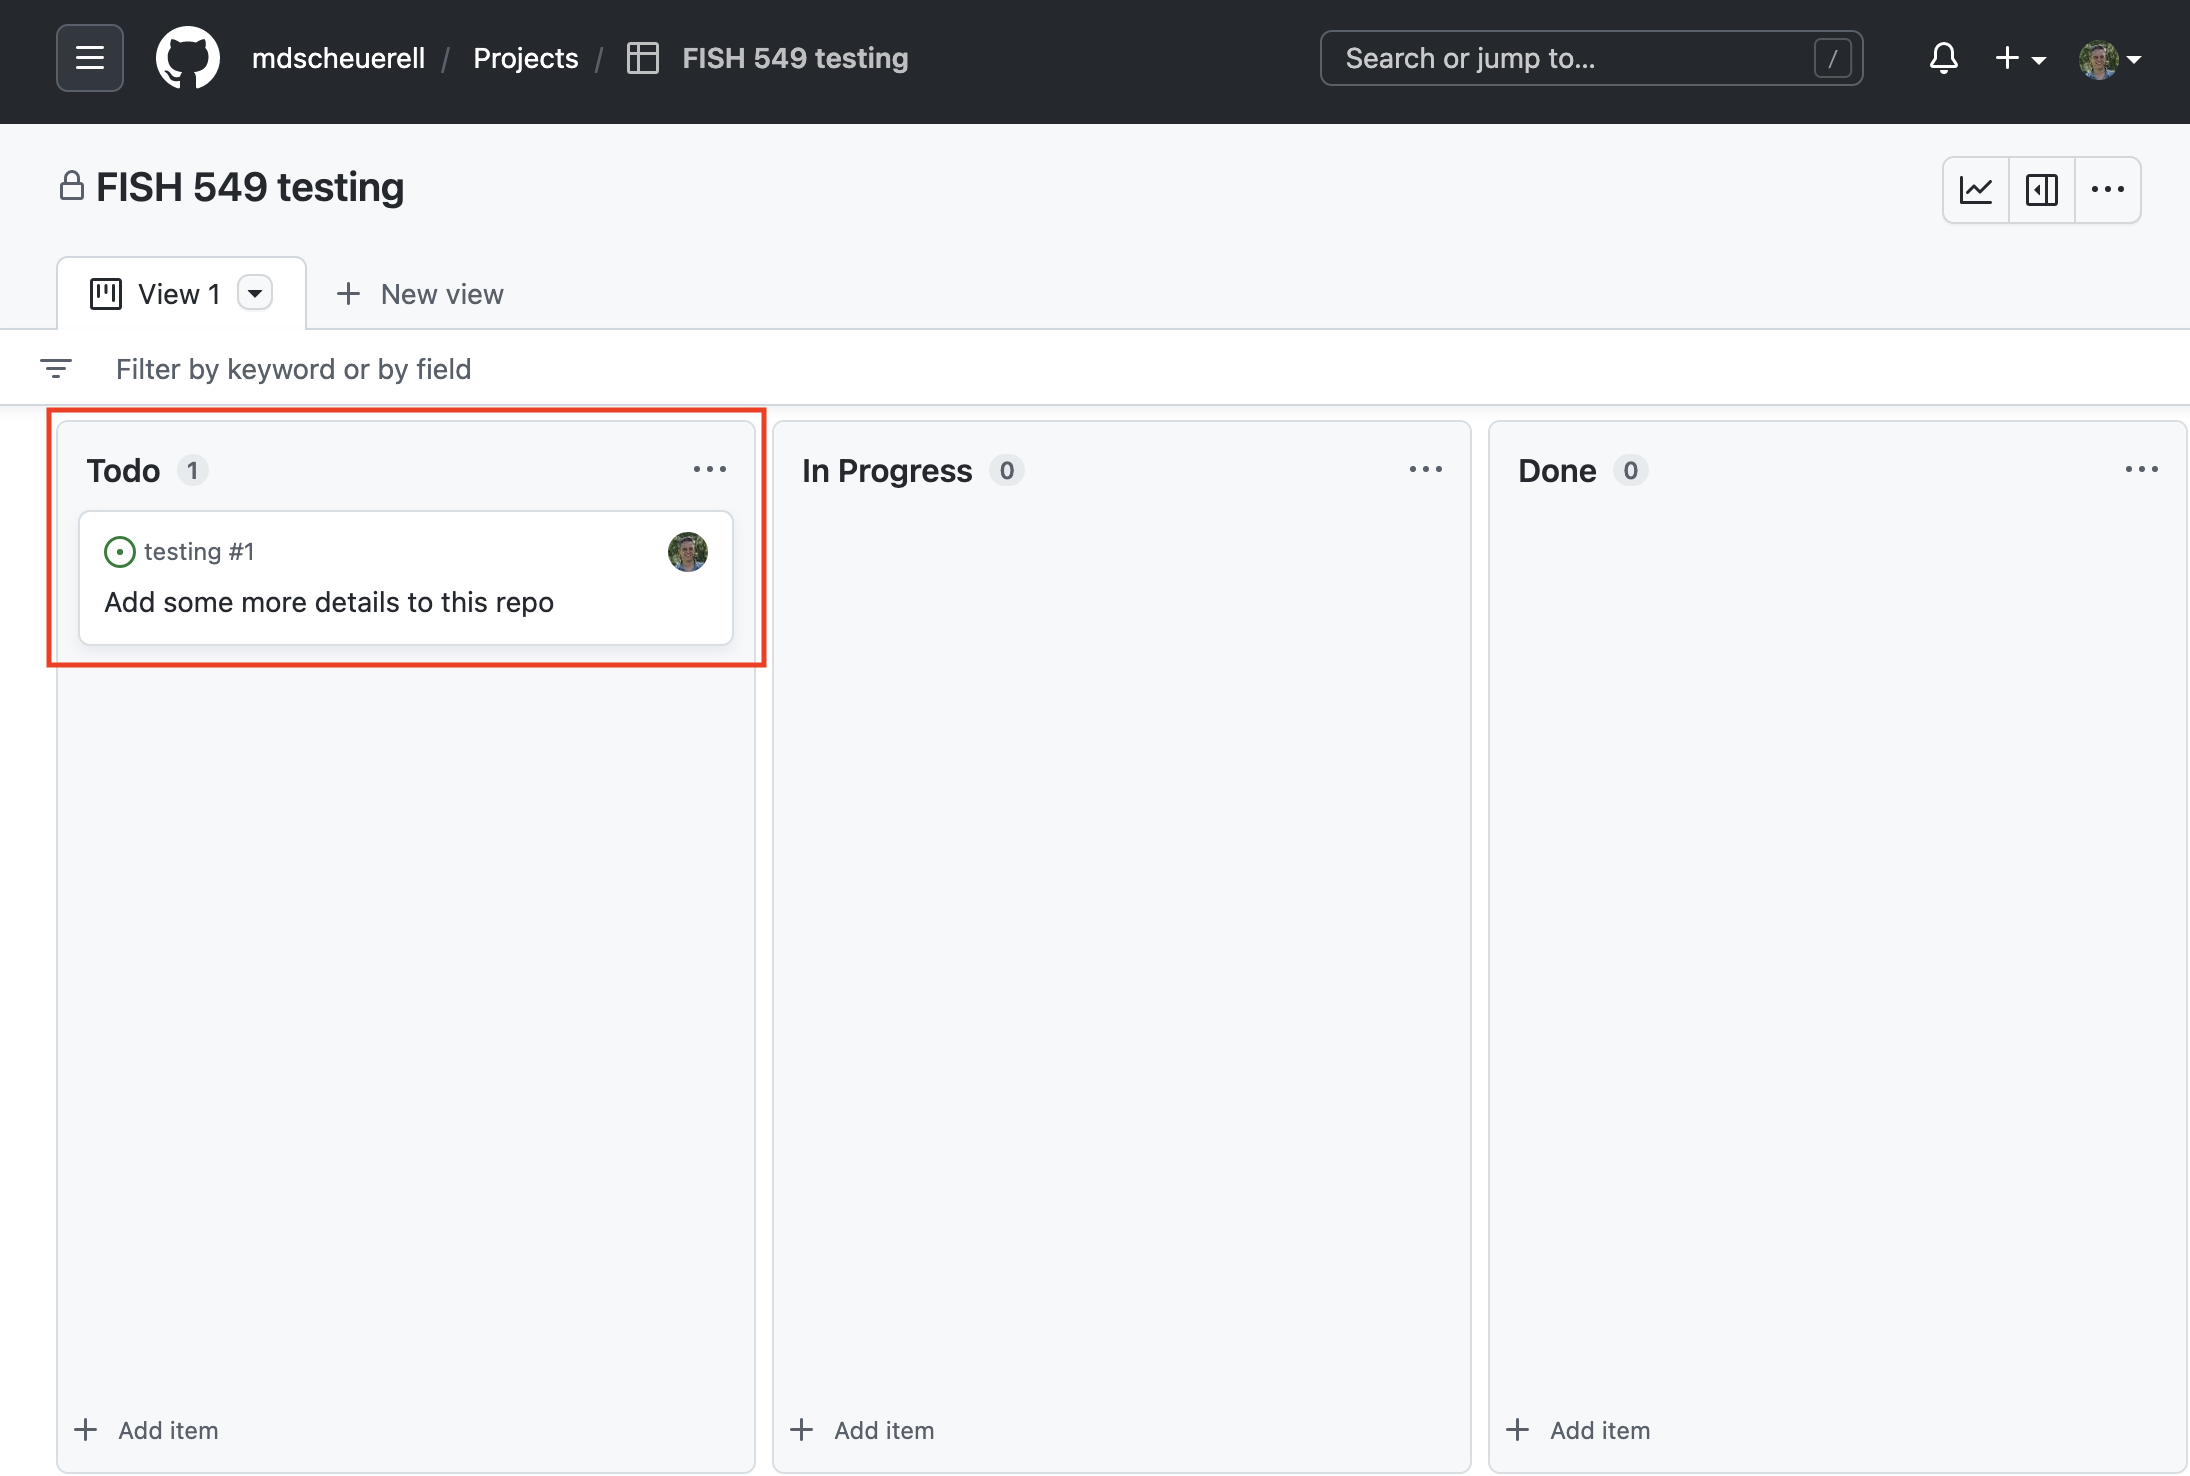 mdscheuerell / Projects / FISH 549 testing
Search or jump to... /
FISH 549 testing
View 1
New view
Filter by keyword or by field
Todo 1
testing #1
Add some more details to this repo
Add item
In Progress 0
Add item
Done 0
Add item